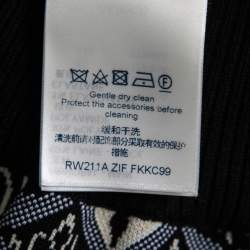 F
Gentle dry clean
Protect the accessories before
cleaning
缓和干洗
清洗前请对配饰部分采取有效的保护
措施
RW211A ZIF FKKC99